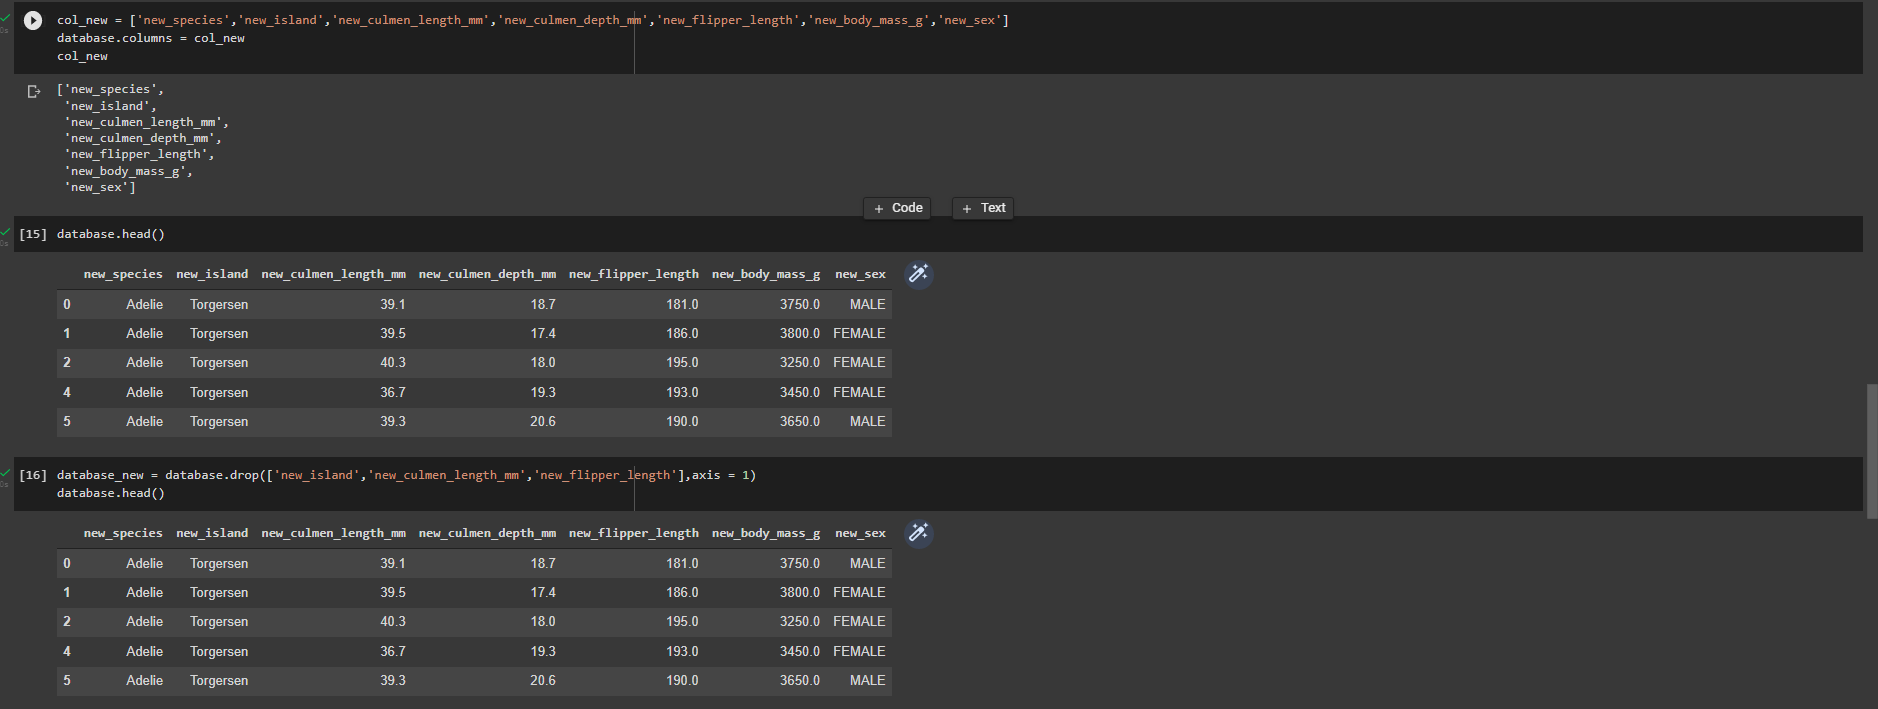 col_new = ['new_species','new_island','new_culmen_length_mm','new_culmen_depth_mm','new_flipper_length','new_body_mass_g','new_sex']
0s
database.columns = col_new
col_new
['new_species',
'new_island',
'new_culmen_length_mm',
'new_culmen_depth_mm',
'new_flipper_length',
'new_body_mass_g',
'new_sex']
+ Code + Text
[15] database.head()
0s
new_species new_island new_culmen_length_mm new_culmen_depth_mm new_flipper_length new_body_mass_g new_sex
0 Adelie Torgersen 39.1 18.7 181.0 3750.0 MALE
1 Adelie Torgersen 39.5 17.4 186.0 3800.0 FEMALE
2 Adelie Torgersen 40.3 18.0 195.0 3250.0 FEMALE
4 Adelie Torgersen 36.7 19.3 193.0 3450.0 FEMALE
5 Adelie Torgersen 39.3 20.6 190.0 3650.0 MALE
[16] database_new = database.drop(['new_island','new_culmen_length_mm','new_flipper_length'],axis = 1)
0s
database.head()
new_species new_island new_culmen_length_mm new_culmen_depth_mm new_flipper_length new_body_mass_g new_sex
0 Adelie Torgersen 39.1 18.7 181.0 3750.0 MALE
1 Adelie Torgersen 39.5 17.4 186.0 3800.0 FEMALE
2 Adelie Torgersen 40.3 18.0 195.0 3250.0 FEMALE
4 Adelie Torgersen 36.7 19.3 193.0 3450.0 FEMALE
5 Adelie Torgersen 39.3 20.6 190.0 3650.0 MALE